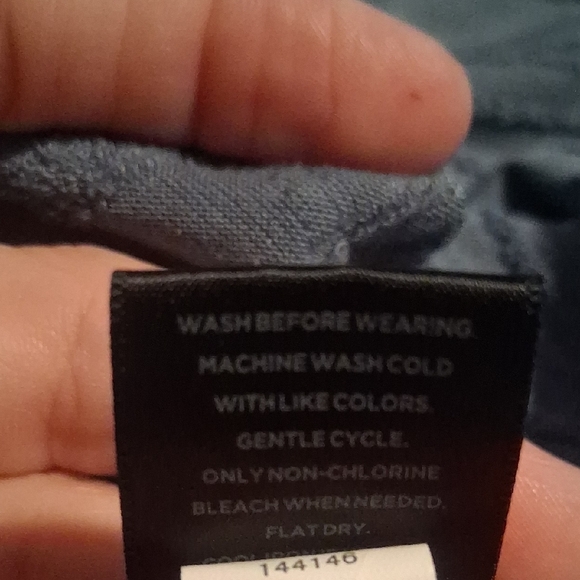 WASH BEFORE WEARING.
MACHINE WASH COLD
WITH LIKE COLORS.
GENTLE CYCLE.
ONLY NON-CHLORINE
BLEACH WHEN NEEDED.
FLAT DRY.
144146